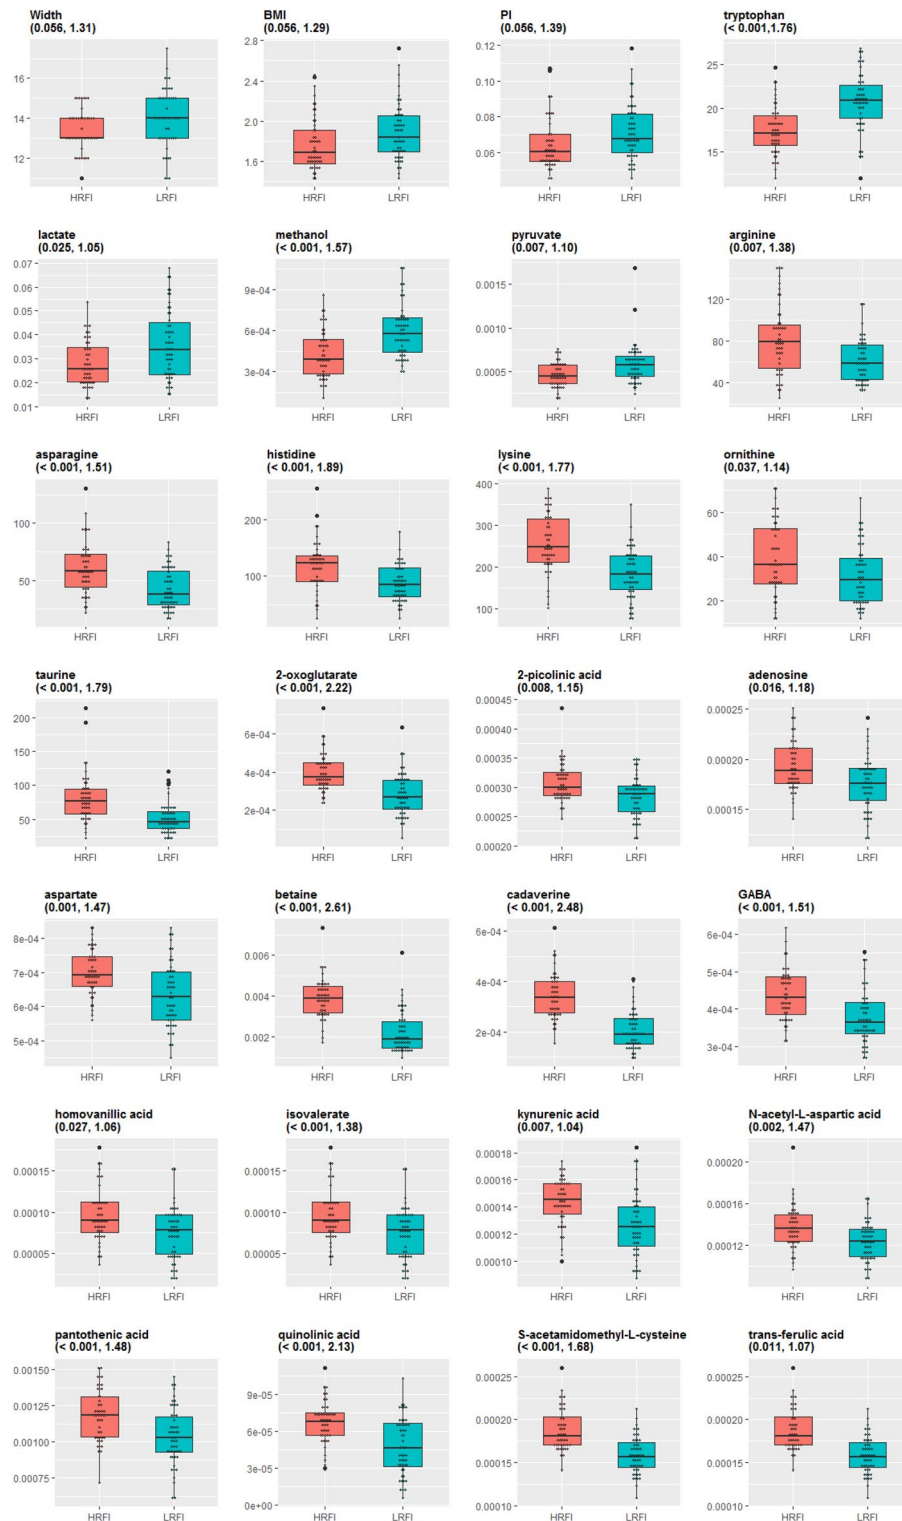 Width BMI PI tryptophan
(0.056, 1.31) (0.056, 1.29) (0.056, 1.39) (< 0.001,1.76)
2.8 0.12
16 25
2.4 0.10
14 20
2.0 0.08
12 1.6 0.06 15
HRFI LRFI HRFI LRFI HRFI LRFI HRFI LRFI
lactate methanol pyruvate arginine
(0.025, 1.05) (< 0.001, 1.57) (0.007, 1.10) (0.007, 1.38)
0.07
0.06 9e-04 0.0015 120
0.05
0.04 6e-04 0.0010 80
0.03
0.02 3e-04 0.0005 40
0.01
HRFI LRFI HRFI LRFI HRFI LRFI HRFI LRFI
asparagine histidine lysine ornithine
(< 0.001, 1.51) (< 0.001, 1.89) (< 0.001, 1.77) (0.037, 1.14)
400
200 60
100 300
40
50 100 200
20
100
HRFI LRFI HRFI LRFI HRFI LRFI HRFI LRFI
taurine 2-oxoglutarate 2-picolinic acid adenosine
(< 0.001, 1.79) (< 0.001, 2.22) (0.008, 1.15) (0.016, 1.18)
0.00045 0.00025
200
6e-04 0.00040
150 0.00035 0.00020
100 4e-04 0.00030
50 2e-04 0.00025 0.00015
0.00020
HRFI LRFI HRFI LRFI HRFI LRFI HRFI LRFI
aspartate betaine cadaverine GABA
(0.001, 1.47) (< 0.001, 2.61) (< 0.001, 2.48) (< 0.001, 1.51)
8e-04 0.006 6e-04 6e-04
7e-04 5e-04
0.004 4e-04
6e-04 4e-04
5e-04 0.002 2e-04 3e-04
HRFI LRFI HRFI LRFI HRFI LRFI HRFI LRFI
homovanillic acid isovalerate kynurenic acid N-acetyl-L-aspartic acid
(0.027, 1.06) (< 0.001, 1.38) (0.007, 1.04) (0.002, 1.47)
0.00018 0.00020
0.00015 0.00015 0.00016
0.00016
0.00010 0.00010 0.00014
0.00012 0.00012
0.00005 0.00005 0.00010
HRFI LRFI HRFI LRFI HRFI LRFI HRFI LRFI
pantothenic acid quinolinic acid S-acetamidomethyl-L-cysteine trans-ferulic acid
(< 0.001, 1.48) (< 0.001, 2.13) (< 0.001, 1.68) (0.011, 1.07)
0.00150 9e-05 0.00025 0.00025
0.00125 6e-05 0.00020 0.00020
0.00100 3e-05 0.00015 0.00015
0.00075 0e+00 0.00010 0.00010
HRFI LRFI HRFI LRFI HRFI LRFI HRFI LRFI